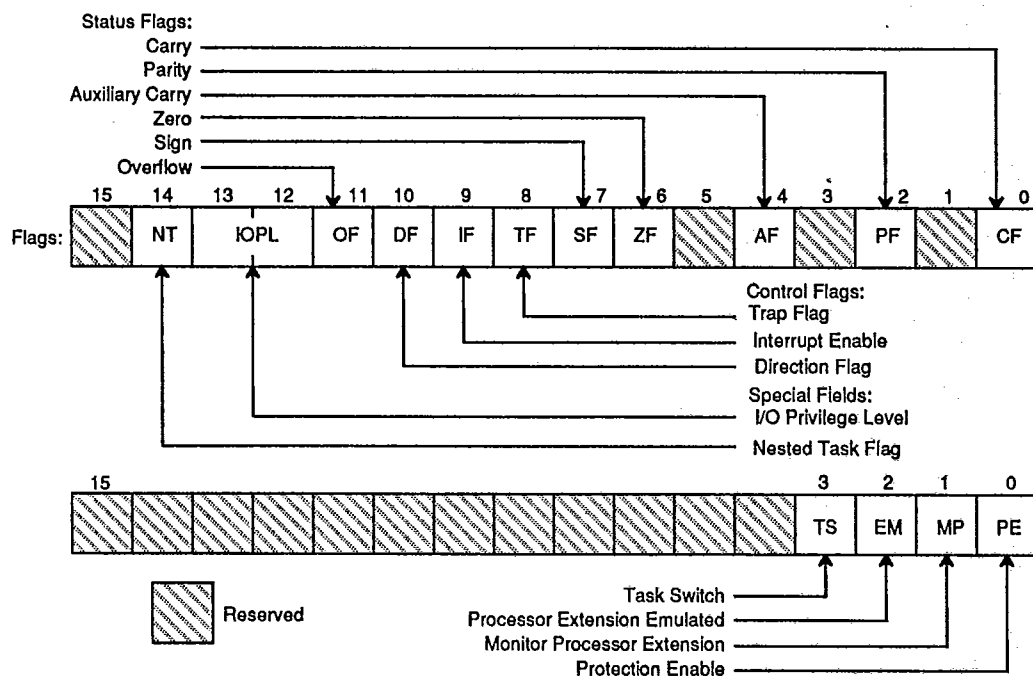 Status Flags:
Carry
Parity
Auxiliary Carry
Zero
Sign
Overflow
15 14 13 12 11 10 9 8 7 6 5 4 3 2 1 0
Flags: NT IOPL OF DF IF TF SF ZF AF PF CF
Control Flags:
Trap Flag
Interrupt Enable
Direction Flag
Special Fields:
I/O Privilege Level
Nested Task Flag
15 3 2 1 0
TS EM MP PE
Reserved
Task Switch
Processor Extension Emulated
Monitor Processor Extension
Protection Enable